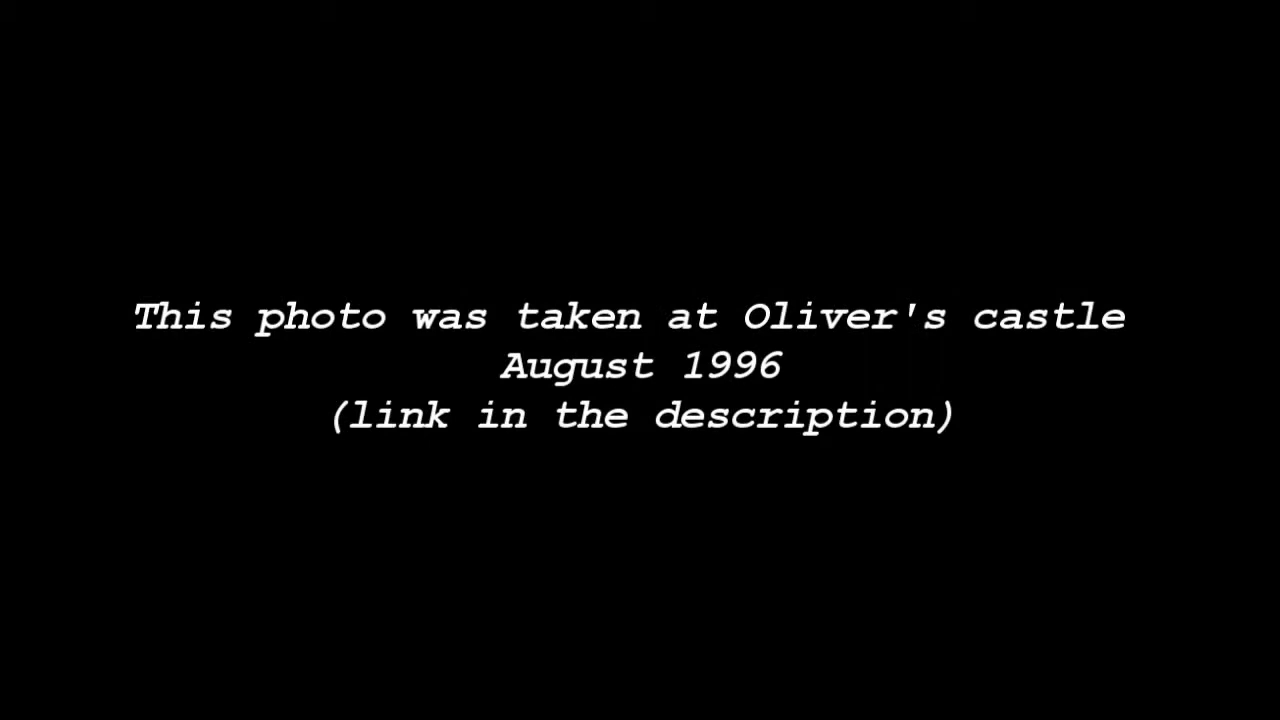 This photo was taken at Oliver's castle
August 1996
(link in the description)